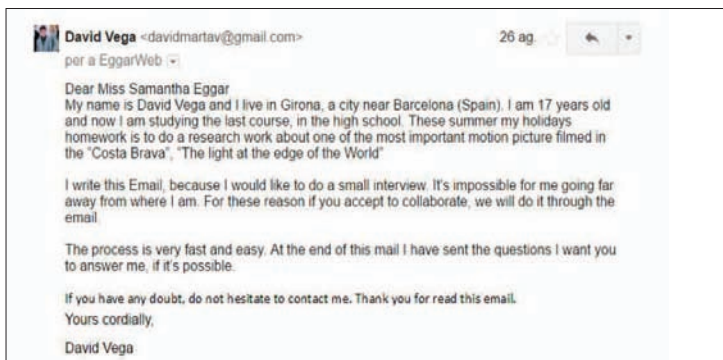 David Vega <davidmartav@gmail.com>
26 ag.
per a EggarWeb
Dear Miss Samantha Eggar
My name is David Vega and I live in Girona, a city near Barcelona (Spain). I am 17 years old
and now I am studying the last course, in the high school. These summer my holidays
homework is to do a research work about one of the most important motion picture filmed in
the "Costa Brava", "The light at the edge of the World"
I write this Email, because I would like to do a small interview. It's impossible for me going far
away from where I am. For these reason if you accept to collaborate, we will do it through the
email.
The process is very fast and easy. At the end of this mail I have sent the questions I want you
to answer me, if it's possible.
If you have any doubt, do not hesitate to contact me. Thank you for read this email.
Yours cordially,
David Vega